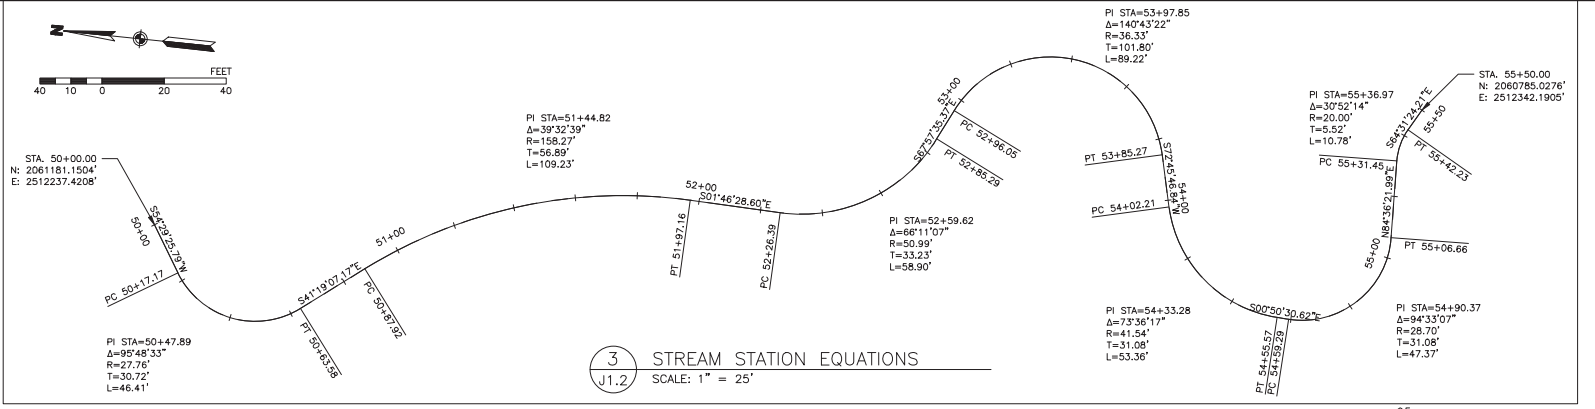 N
FEET
40 10 0 20 40
STA. 50+00.00
N: 2061181.1504'
E: 2512237.4208'
S54°29'25.79"W
50+00
PC 50+17.17
PI STA=50+47.89
Δ=95°48'33"
R=27.76'
T=30.72'
L=46.41'
S41°19'07.17"E
PT 50+63.58
PC 50+87.92
51+00
PI STA=51+44.82
Δ=39°32'39"
R=158.27'
T=56.89'
L=109.23'
52+00
S01°46'28.60"E
PT 51+97.16
PC 52+26.39
PI STA=52+59.62
Δ=66°11'07"
R=50.99'
T=33.23'
L=58.90'
S67°57'35.37"E
53+00
PC 52+96.05
PT 52+85.29
PI STA=53+97.85
Δ=140°43'22"
R=36.33'
T=101.80'
L=89.22'
PT 53+85.27
S72°45'46.84"W
54+00
PC 54+02.21
PI STA=54+33.28
Δ=73°36'17"
R=41.54'
T=31.08'
L=53.36'
S00°50'30.62"E
PT 54+55.57
PC 54+59.29
PI STA=54+90.37
Δ=94°33'07"
R=28.70'
T=31.08'
L=47.37'
55+00
N84°36'21.99"E
PT 55+06.66
PI STA=55+36.97
Δ=30°52'14"
R=20.00'
T=5.52'
L=10.78'
PC 55+31.45
S64°31'24.21"E
55+50
PT 55+42.23
STA. 55+50.00
N: 2060785.0276'
E: 2512342.1905'
3
J1.2
STREAM STATION EQUATIONS
SCALE: 1" = 25'